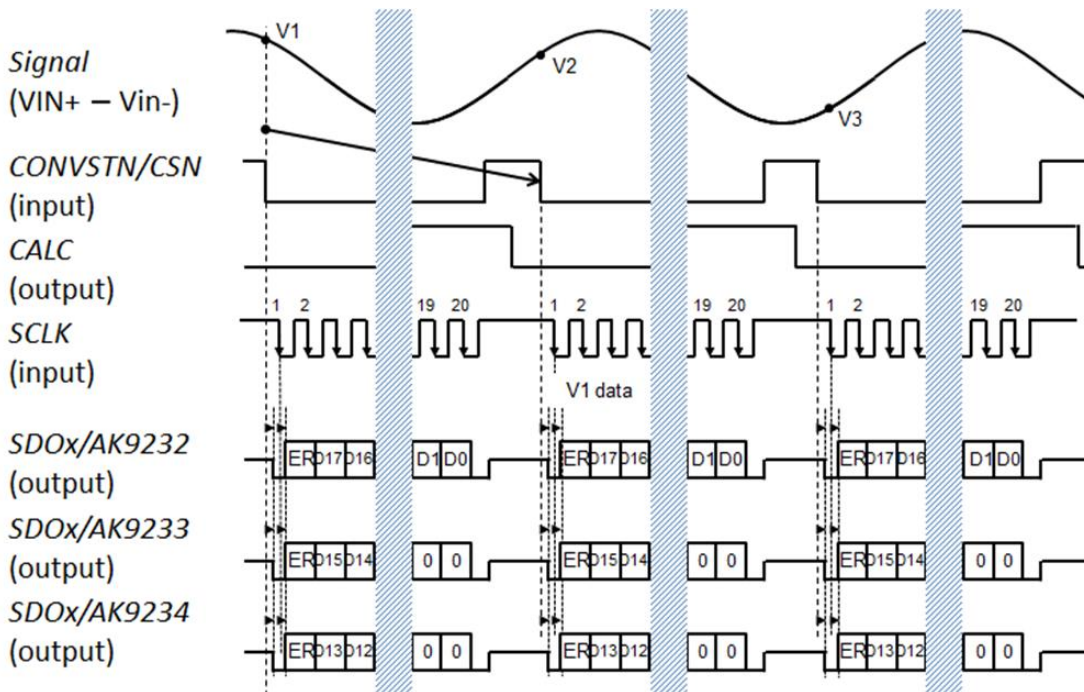 Signal
(VIN+ – Vin-)
V1
V2
V3
CONVSTN/CSN
(input)
CALC
(output)
SCLK
(input)
1 2 19 20 1 2 19 20 1 2 19 20
V1 data
SDOx/AK9232
(output)
ER D17 D16 D1 D0 ER D17 D16 D1 D0 ER D17 D16 D1 D0
SDOx/AK9233
(output)
ER D15 D14 0 0 ER D15 D14 0 0 ER D15 D14 0 0
SDOx/AK9234
(output)
ER D13 D12 0 0 ER D13 D12 0 0 ER D13 D12 0 0